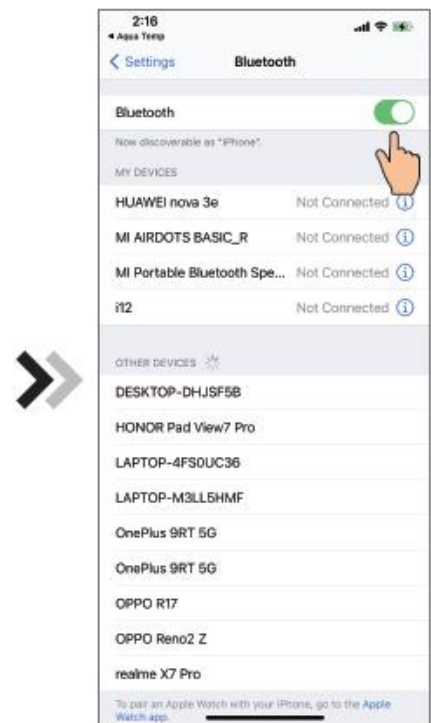 2:16
◀ Aqua Temp
Settings Bluetooth
Bluetooth
Now discoverable as "iPhone".
MY DEVICES
HUAWEI nova 3e Not Connected
MI AIRDOTS BASIC_R Not Connected
MI Portable Bluetooth Spe... Not Connected
i12 Not Connected
OTHER DEVICES
DESKTOP-DHJSF5B
HONOR Pad View7 Pro
LAPTOP-4FS0UC36
LAPTOP-M3LL5HMF
OnePlus 9RT 5G
OnePlus 9RT 5G
OPPO R17
OPPO Reno2 Z
realme X7 Pro
To pair an Apple Watch with your iPhone, go to the Apple
Watch app.